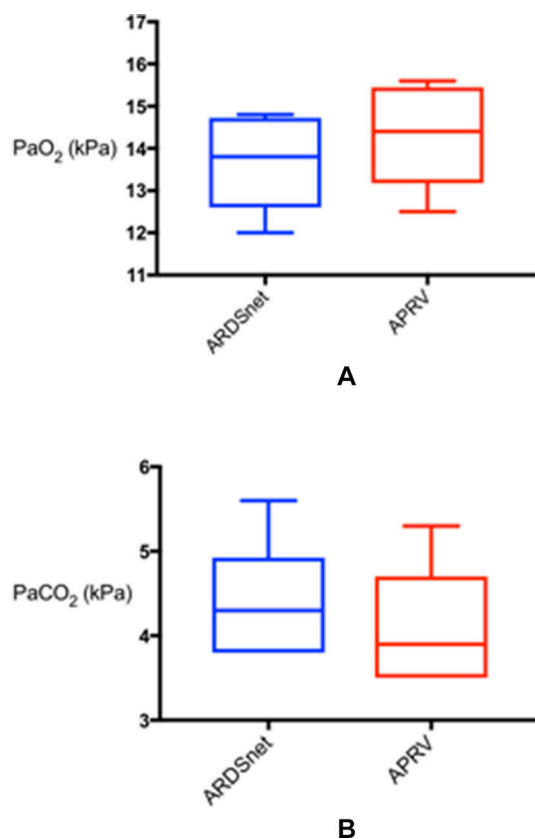 17
16
15
PaO₂ (kPa) 14
13
12
11
ARDSnet APRV
A
6
5
PaCO₂ (kPa)
4
3
ARDSnet APRV
B